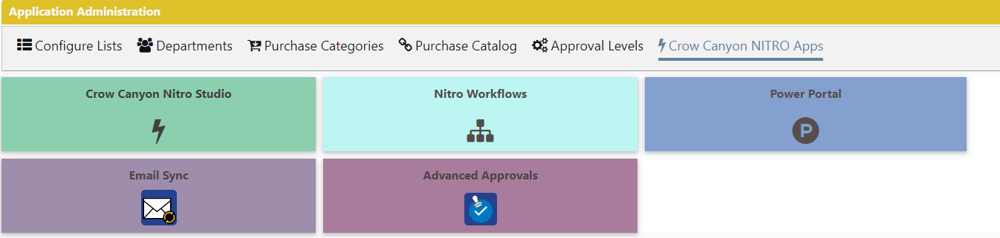 Application Administration
Configure Lists Departments Purchase Categories Purchase Catalog Approval Levels Crow Canyon NITRO Apps
Crow Canyon Nitro Studio Nitro Workflows Power Portal
P
Email Sync Advanced Approvals